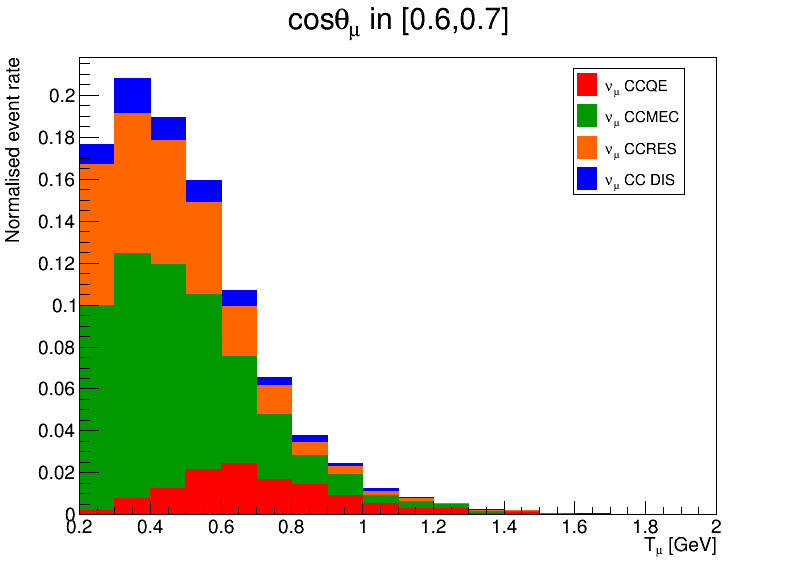 cosθμ in [0.6,0.7]
Normalised event rate
νμ CCQE
νμ CCMEC
νμ CCRES
νμ CC DIS
0.2
0.18
0.16
0.14
0.12
0.1
0.08
0.06
0.04
0.02
0
0.2 0.4 0.6 0.8 1 1.2 1.4 1.6 1.8 2
Tμ [GeV]